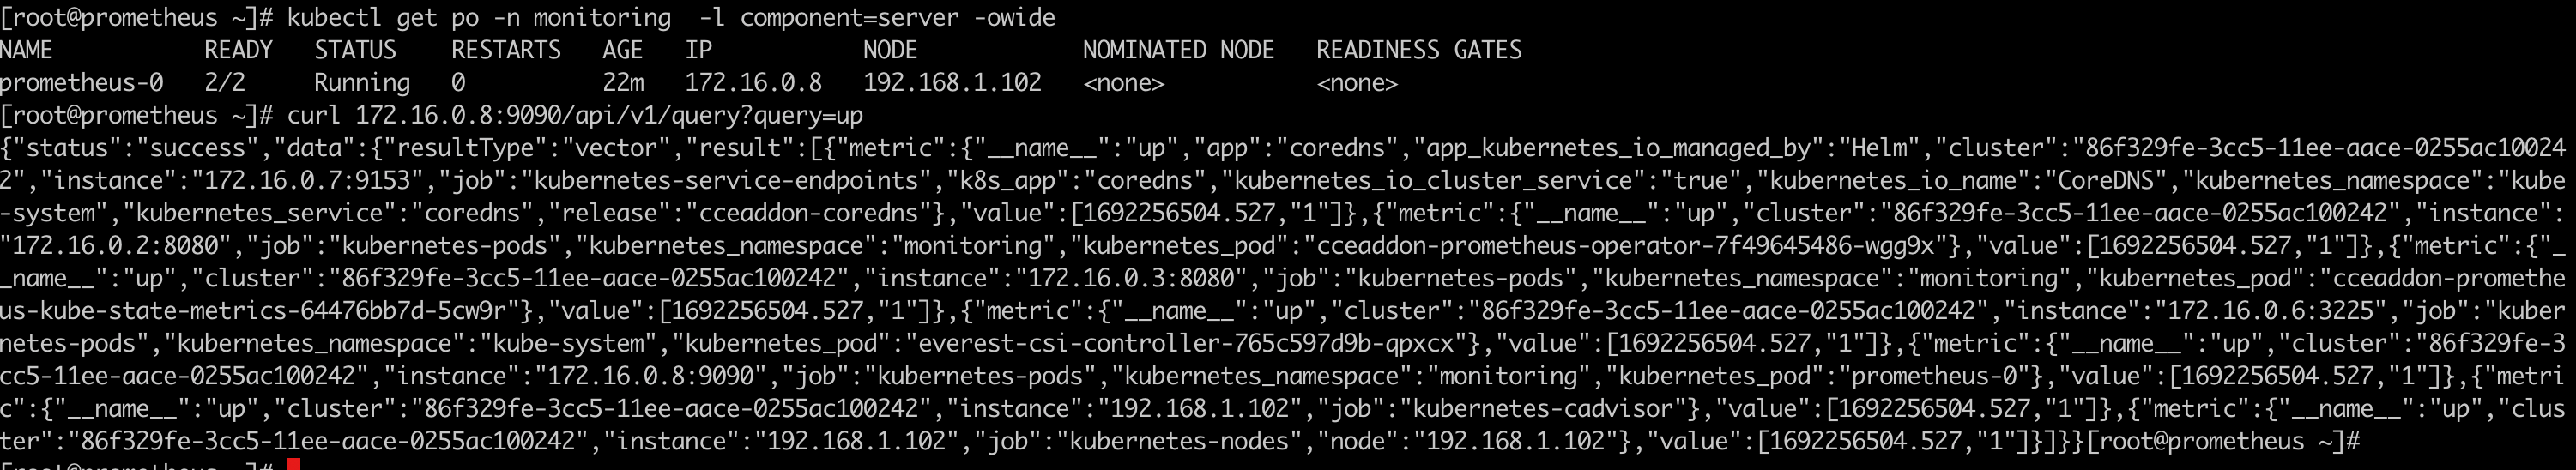 [root@prometheus ~]# kubectl get po -n monitoring  -l component=server -owide
NAME           READY   STATUS    RESTARTS   AGE   IP           NODE            NOMINATED NODE   READINESS GATES
prometheus-0   2/2     Running   0          22m   172.16.0.8   192.168.1.102   <none>           <none>
[root@prometheus ~]# curl 172.16.0.8:9090/api/v1/query?query=up
{"status":"success","data":{"resultType":"vector","result":[{"metric":{"__name__":"up","app":"coredns","app_kubernetes_io_managed_by":"Helm","cluster":"86f329fe-3cc5-11ee-aace-0255ac10024
2","instance":"172.16.0.7:9153","job":"kubernetes-service-endpoints","k8s_app":"coredns","kubernetes_io_cluster_service":"true","kubernetes_io_name":"CoreDNS","kubernetes_namespace":"kube
-system","kubernetes_service":"coredns","release":"cceaddon-coredns"},"value":[1692256504.527,"1"]},{"metric":{"__name__":"up","cluster":"86f329fe-3cc5-11ee-aace-0255ac100242","instance":
"172.16.0.2:8080","job":"kubernetes-pods","kubernetes_namespace":"monitoring","kubernetes_pod":"cceaddon-prometheus-operator-7f49645486-wgg9x"},"value":[1692256504.527,"1"]},{"metric":{"_
_name__":"up","cluster":"86f329fe-3cc5-11ee-aace-0255ac100242","instance":"172.16.0.3:8080","job":"kubernetes-pods","kubernetes_namespace":"monitoring","kubernetes_pod":"cceaddon-promethe
us-kube-state-metrics-64476bb7d-5cw9r"},"value":[1692256504.527,"1"]},{"metric":{"__name__":"up","cluster":"86f329fe-3cc5-11ee-aace-0255ac100242","instance":"172.16.0.6:3225","job":"kuber
netes-pods","kubernetes_namespace":"kube-system","kubernetes_pod":"everest-csi-controller-765c597d9b-qpxcx"},"value":[1692256504.527,"1"]},{"metric":{"__name__":"up","cluster":"86f329fe-3
cc5-11ee-aace-0255ac100242","instance":"172.16.0.8:9090","job":"kubernetes-pods","kubernetes_namespace":"monitoring","kubernetes_pod":"prometheus-0"},"value":[1692256504.527,"1"]},{"metri
c":{"__name__":"up","cluster":"86f329fe-3cc5-11ee-aace-0255ac100242","instance":"192.168.1.102","job":"kubernetes-cadvisor"},"value":[1692256504.527,"1"]},{"metric":{"__name__":"up","clus
ter":"86f329fe-3cc5-11ee-aace-0255ac100242","instance":"192.168.1.102","job":"kubernetes-nodes","node":"192.168.1.102"},"value":[1692256504.527,"1"]}]}}[root@prometheus ~]#
[root@prometheus ~]#